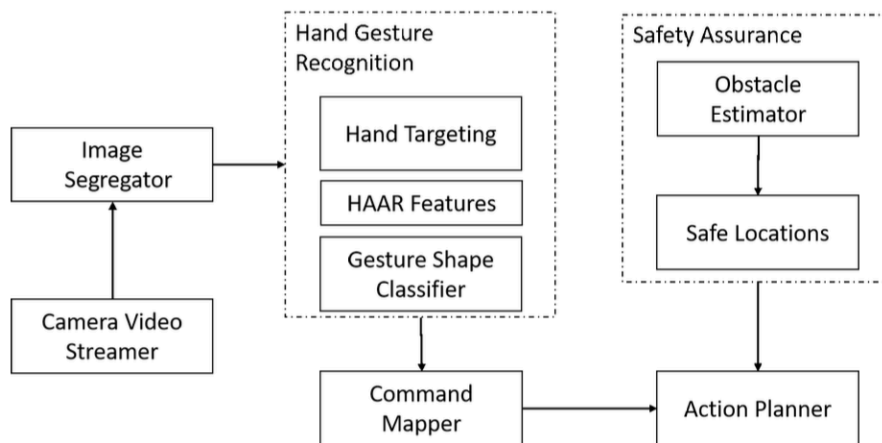 Hand Gesture
Recognition
Hand Targeting
HAAR Features
Gesture Shape
Classifier
Safety Assurance
Obstacle
Estimator
Safe Locations
Image
Segregator
Camera Video
Streamer
Command
Mapper
Action Planner